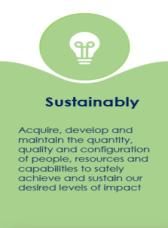 Sustainably
Acquire, develop and
maintain the quantity,
quality and configuration
of people, resources and
capabilities to safely
achieve and sustain our
desired levels of impact